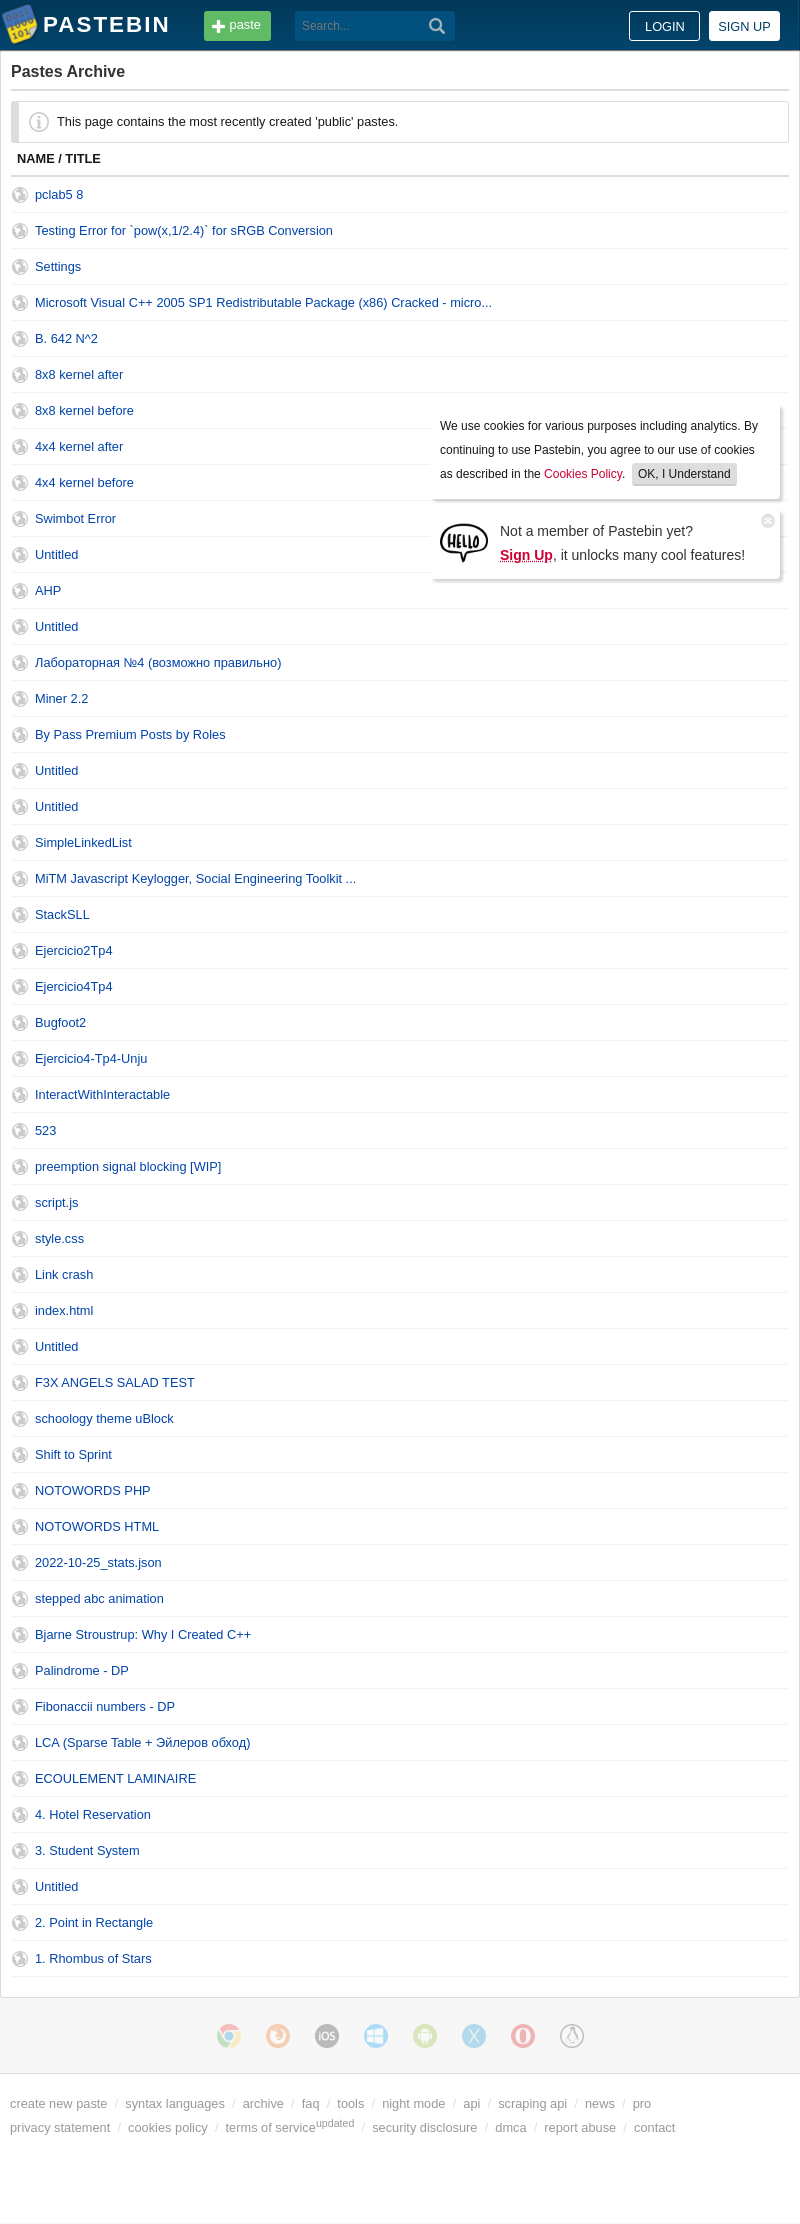 PASTEBIN
paste
Search...
LOGIN
SIGN UP
Pastes Archive
This page contains the most recently created 'public' pastes.
NAME / TITLE
pclab5 8
Testing Error for `pow(x,1/2.4)` for sRGB Conversion
Settings
Microsoft Visual C++ 2005 SP1 Redistributable Package (x86) Cracked - micro...
B. 642 N^2
8x8 kernel after
8x8 kernel before
4x4 kernel after
4x4 kernel before
Swimbot Error
Untitled
AHP
We use cookies for various purposes including analytics. By
continuing to use Pastebin, you agree to our use of cookies
as described in the Cookies Policy. OK, I Understand
HELLO
Not a member of Pastebin yet?
Sign Up, it unlocks many cool features!
Untitled
Лабораторная №4 (возможно правильно)
Miner 2.2
By Pass Premium Posts by Roles
Untitled
Untitled
SimpleLinkedList
MiTM Javascript Keylogger, Social Engineering Toolkit ...
StackSLL
Ejercicio2Tp4
Ejercicio4Tp4
Bugfoot2
Ejercicio4-Tp4-Unju
InteractWithInteractable
523
preemption signal blocking [WIP]
script.js
style.css
Link crash
index.html
Untitled
F3X ANGELS SALAD TEST
schoology theme uBlock
Shift to Sprint
NOTOWORDS PHP
NOTOWORDS HTML
2022-10-25_stats.json
stepped abc animation
Bjarne Stroustrup: Why I Created C++
Palindrome - DP
Fibonaccii numbers - DP
LCA (Sparse Table + Эйлеров обход)
ECOULEMENT LAMINAIRE
4. Hotel Reservation
3. Student System
Untitled
2. Point in Rectangle
1. Rhombus of Stars
iOS
create new paste / syntax languages / archive / faq / tools / night mode / api / scraping api / news / pro
privacy statement / cookies policy / terms of serviceupdated / security disclosure / dmca / report abuse / contact